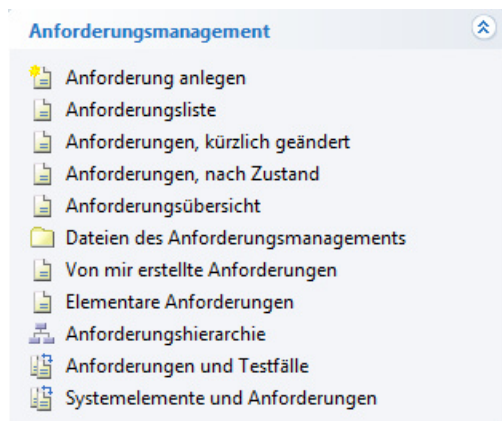 Anforderungsmanagement
Anforderung anlegen
Anforderungsliste
Anforderungen, kürzlich geändert
Anforderungen, nach Zustand
Anforderungsübersicht
Dateien des Anforderungsmanagements
Von mir erstellte Anforderungen
Elementare Anforderungen
Anforderungshierarchie
Anforderungen und Testfälle
Systemelemente und Anforderungen